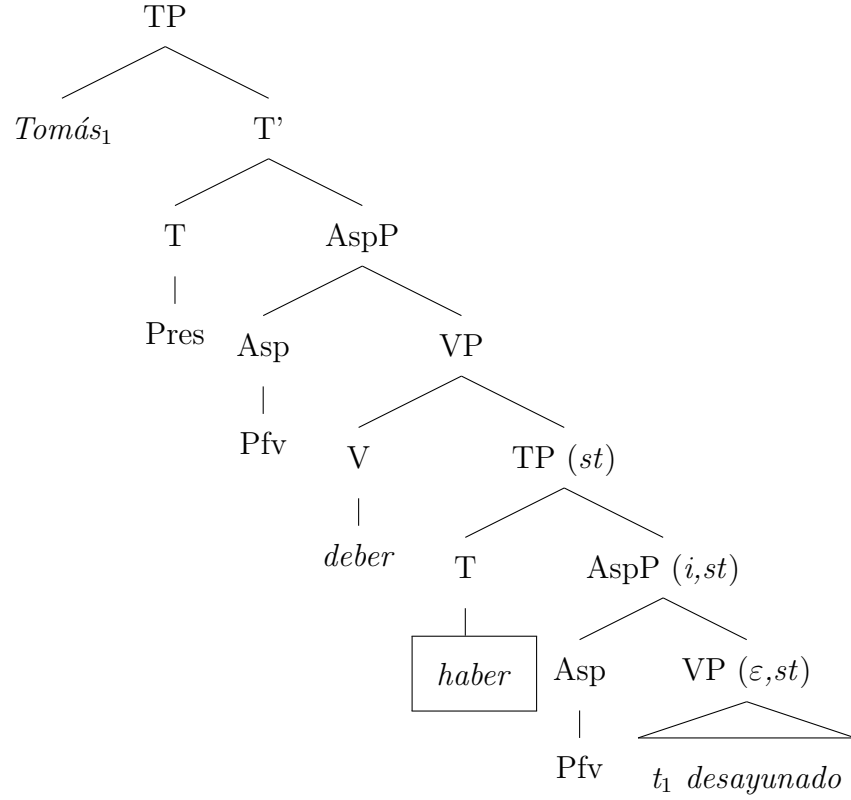 TP
Tomás₁ T’
T AspP
Pres Asp VP
Pfv V TP (st)
deber T AspP (i,st)
haber Asp VP (ε,st)
Pfv t₁ desayunado